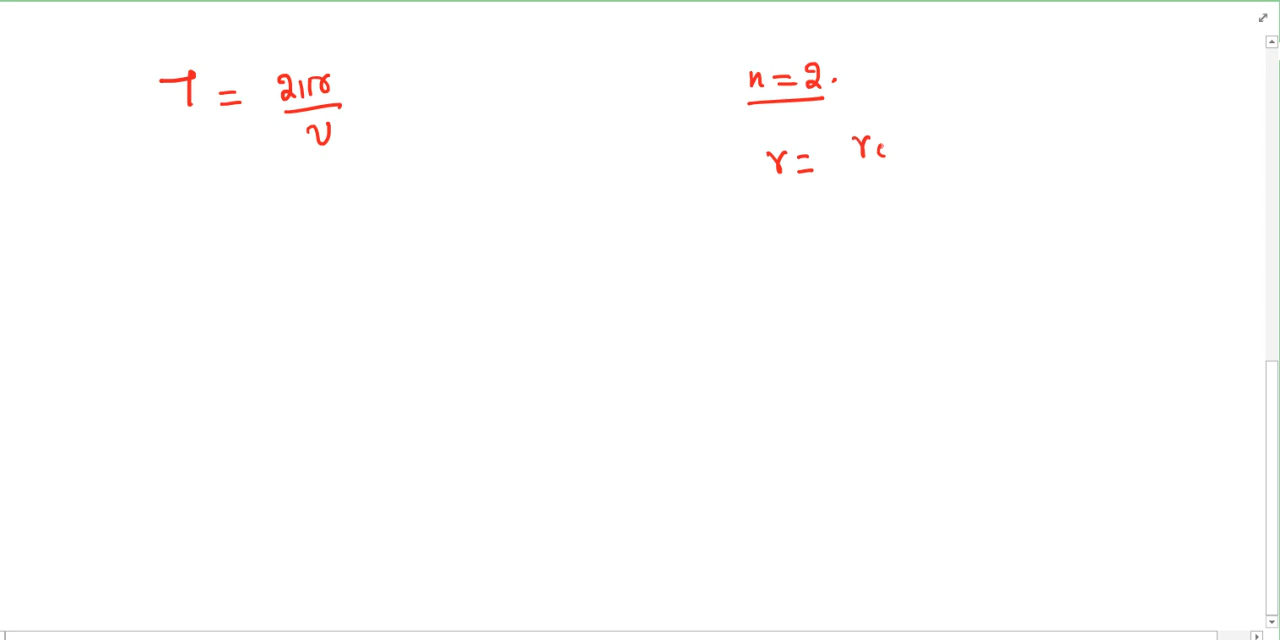 T = 2πr / v
n = 2.
r = r0